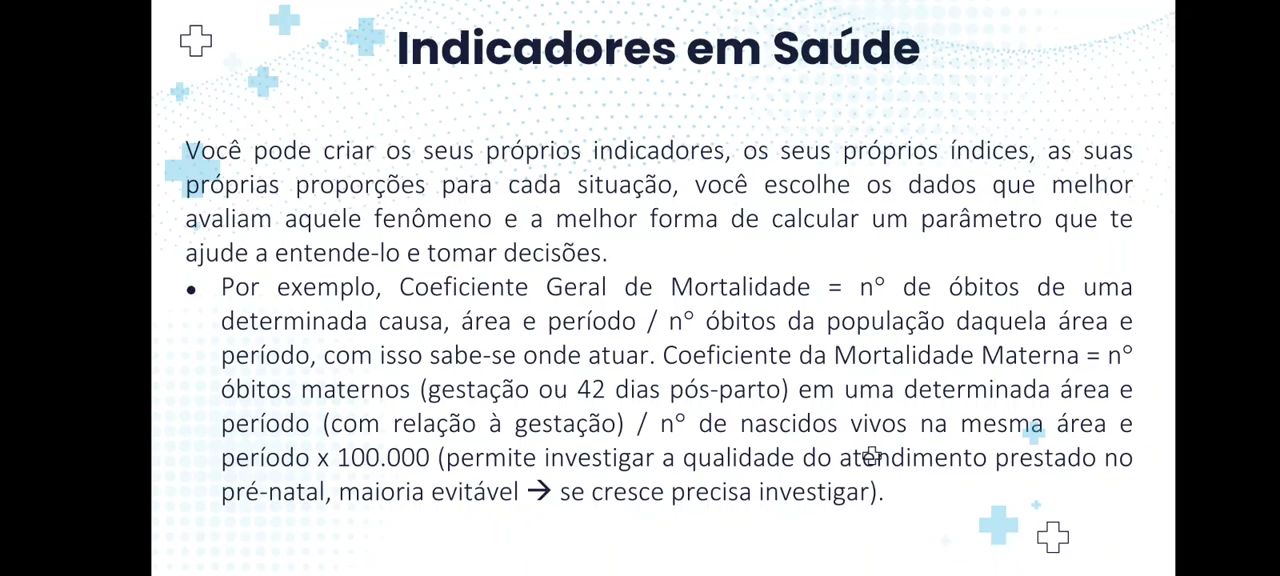 Indicadores em Saúde
Você pode criar os seus próprios indicadores, os seus próprios índices, as suas
próprias proporções para cada situação, você escolhe os dados que melhor
avaliam aquele fenômeno e a melhor forma de calcular um parâmetro que te
ajude a entende-lo e tomar decisões.
• Por exemplo, Coeficiente Geral de Mortalidade = n° de óbitos de uma
determinada causa, área e período / n° óbitos da população daquela área e
período, com isso sabe-se onde atuar. Coeficiente da Mortalidade Materna = n°
óbitos maternos (gestação ou 42 dias pós-parto) em uma determinada área e
período (com relação à gestação) / n° de nascidos vivos na mesma área e
período x 100.000 (permite investigar a qualidade do atendimento prestado no
pré-natal, maioria evitável → se cresce precisa investigar).